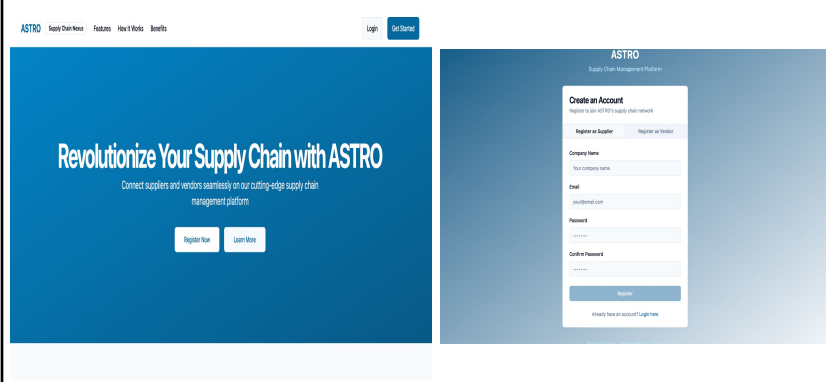 ASTRO
Supply Chain Nexus
Features
How It Works
Benefits
Login
Get Started
Revolutionize Your Supply Chain with ASTRO
Connect suppliers and vendors seamlessly on our cutting-edge supply chain
management platform
Register Now
Learn More
ASTRO
Supply Chain Management Platform
Create an Account
Register to join ASTRO's supply chain network
Register as Supplier
Register as Vendor
Company Name
Your company name
Email
your@email.com
Password
••••••••
Confirm Password
••••••••
Register
Already have an account? Login here